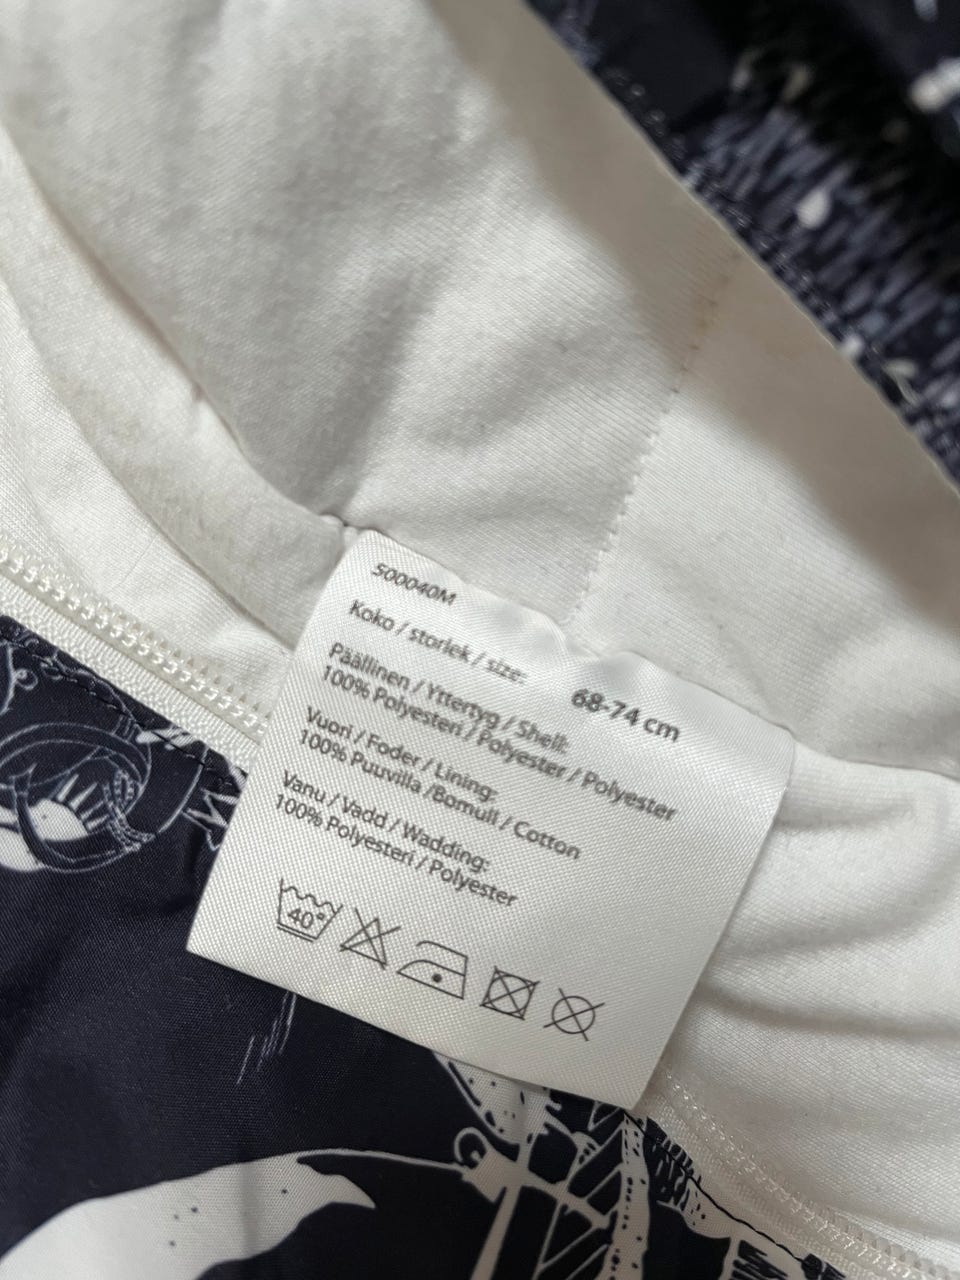 S00040M
Koko / storlek / size: 68-74 cm
Päällinen / Yttertyg / Shell:
100% Polyesteri / Polyester / Polyester
Vuori / Foder / Lining:
100% Puuvilla /Bomull / Cotton
Vanu / Vadd / Wadding:
100% Polyesteri / Polyester
40°